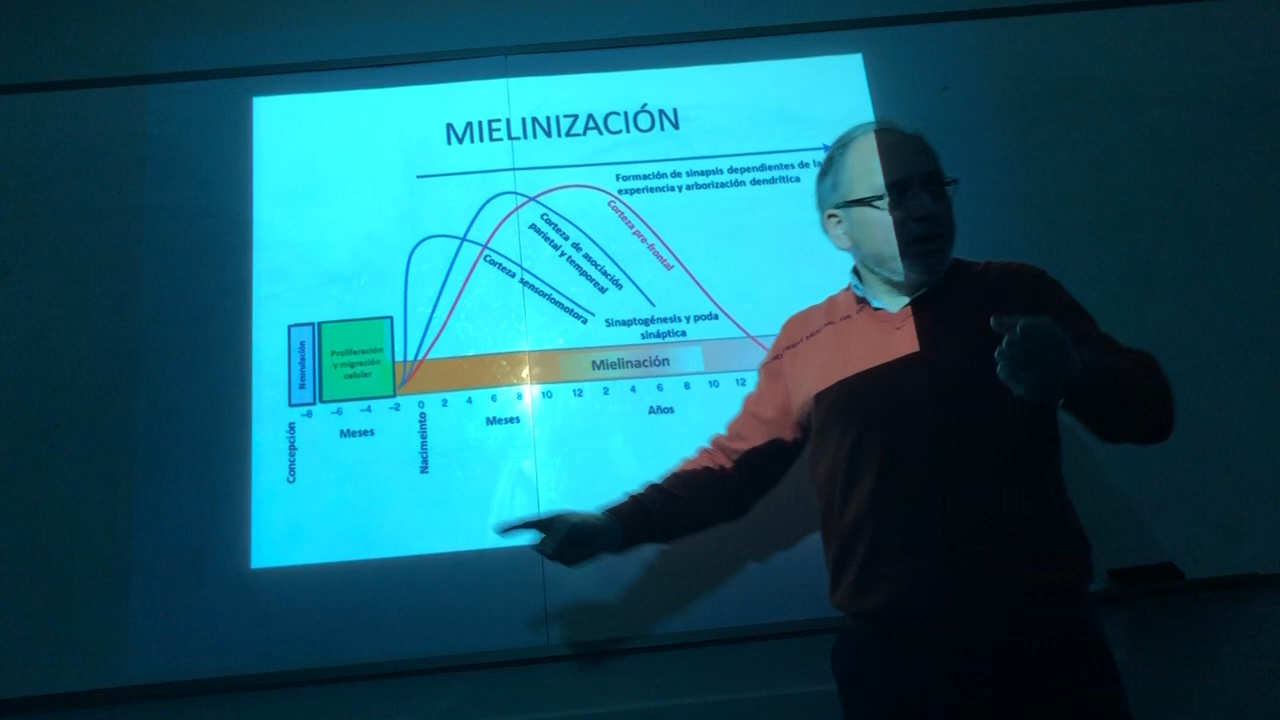 MIELINIZACIÓN
Formación de sinapsis dependientes de la
experiencia y arborización dendrítica
Corteza pre-frontal
Corteza de asociación
parietal y temporeal
Corteza sensoriomotora
Sinaptogénesis y poda
sináptica
Neurulación
Proliferación
y migración
celular
Mielinación
-8 -6 -4 -2 0 2 4 6 8 10 12 2 4 6 8 10 12
Concepción
Meses
Nacimeinto
Meses
Años